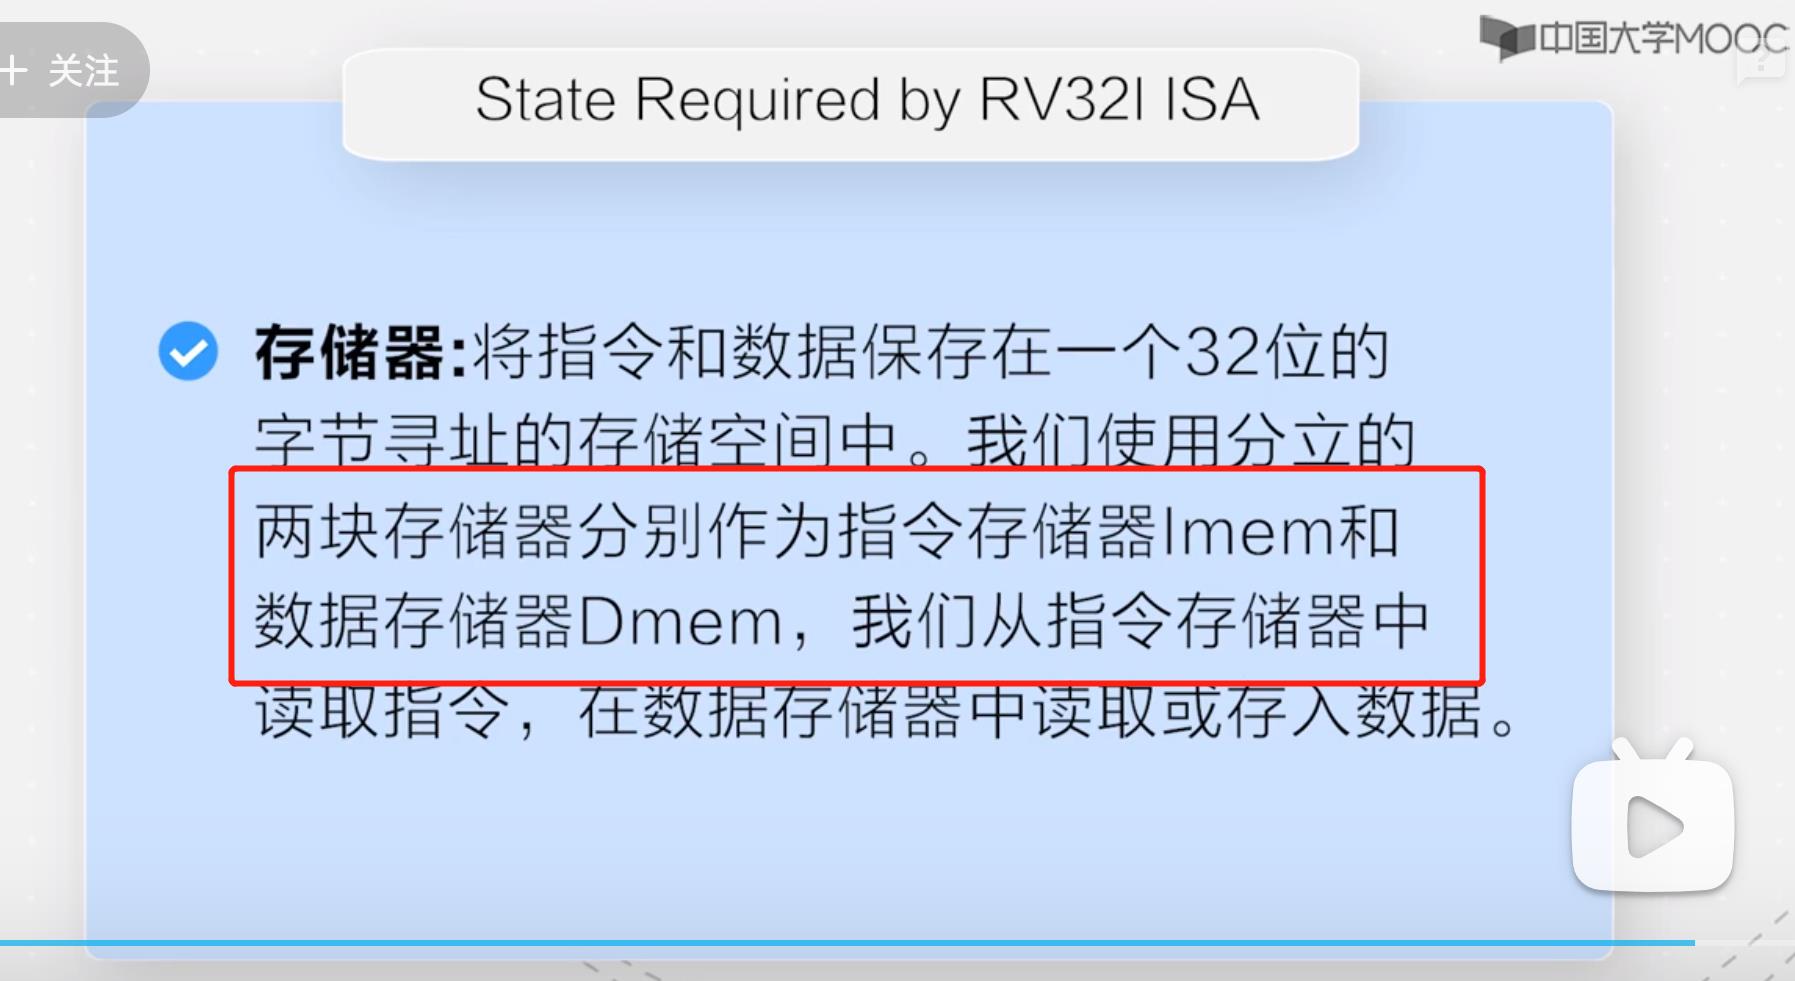 + 关注
中国大学MOOC
State Required by RV32I ISA
存储器:将指令和数据保存在一个32位的
字节寻址的存储空间中。我们使用分立的
两块存储器分别作为指令存储器Imem和
数据存储器Dmem，我们从指令存储器中
读取指令，在数据存储器中读取或存入数据。